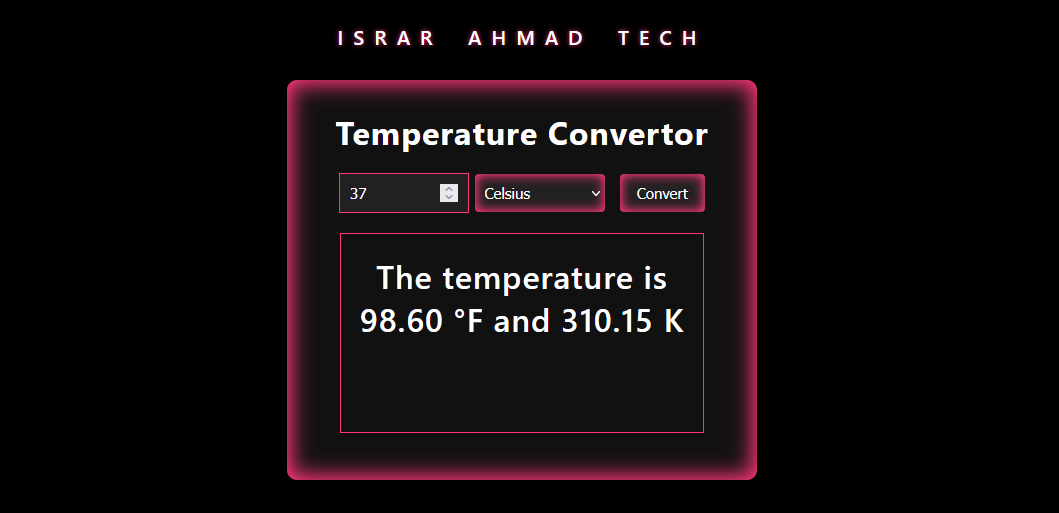 ISRAR AHMAD TECH
Temperature Convertor
37 Celsius Convert
The temperature is
98.60 °F and 310.15 K